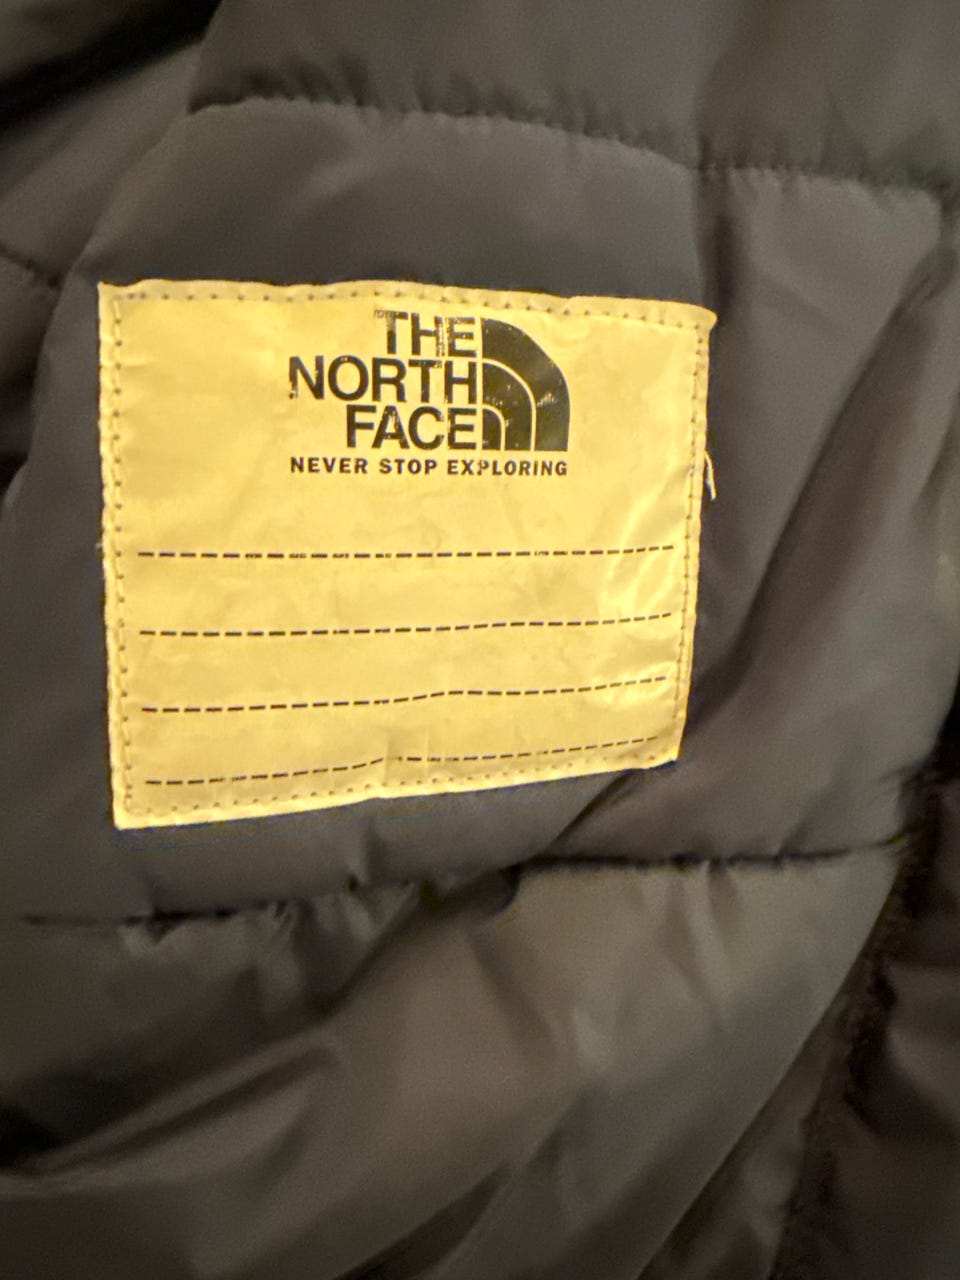 THE
NORTH
FACE
NEVER STOP EXPLORING